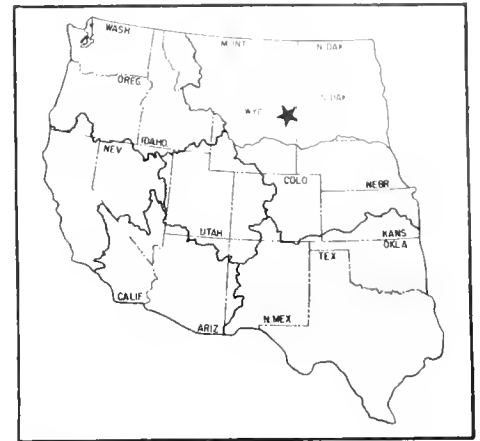 WASH
MONT
N. DAK
OREG
S. DAK
WYO
IDAHO
NEV
COLO
NEBR
UTAH
KANS
OKLA
TEX
CALIF
N. MEX
ARIZ